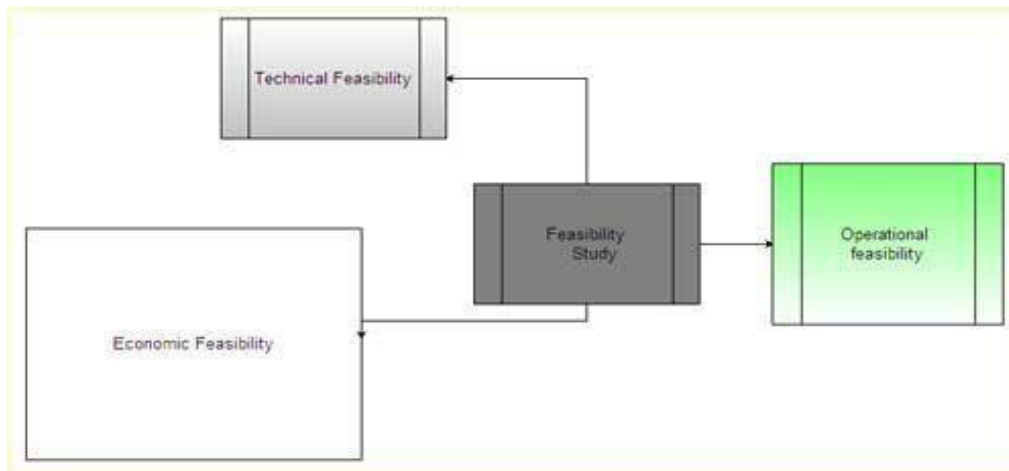 Technical Feasibility
Feasibility
Study
Operational
feasibility
Economic Feasibility